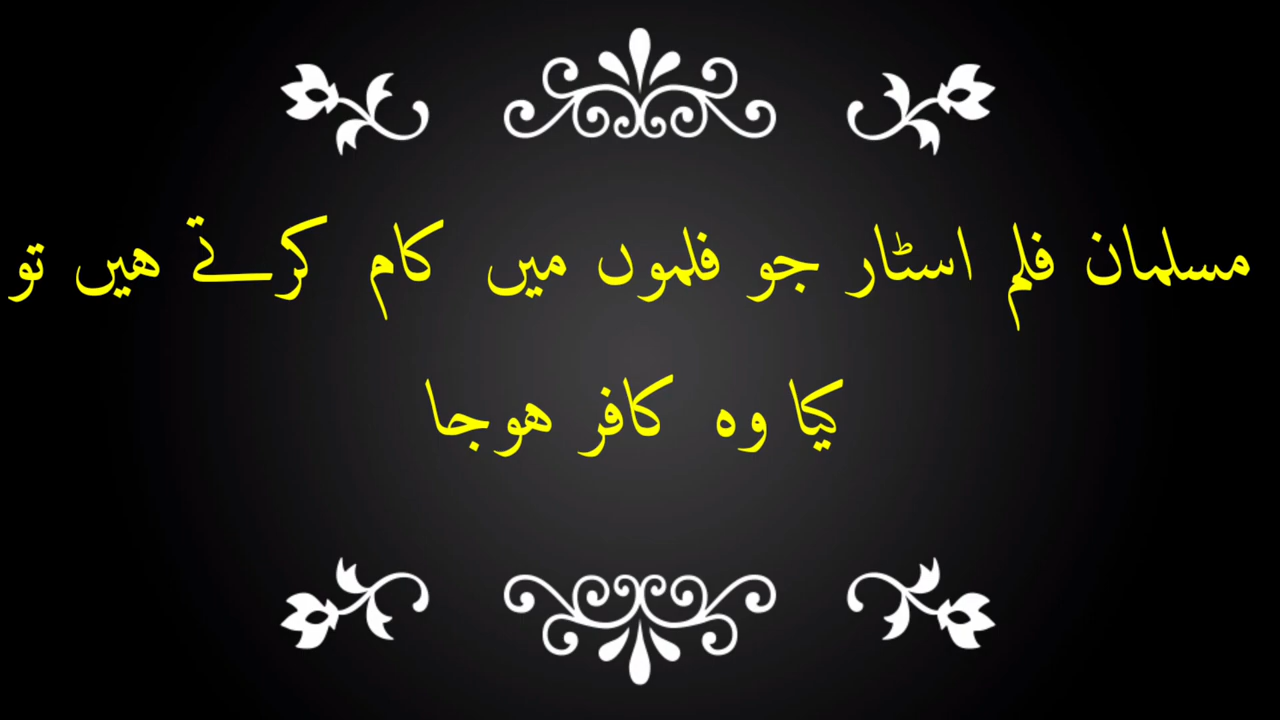 مسلمان فلم اسٹار جو فلموں میں کام کرتے ہیں تو
کیا وہ کافر ہوجا